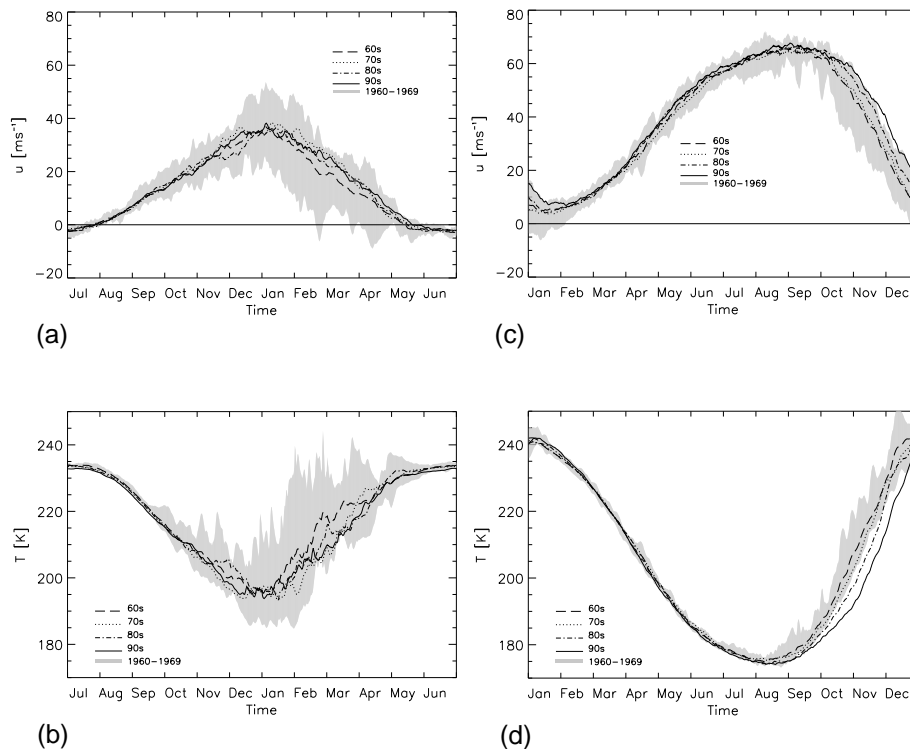 80
60
40
20
0
−20
u [ms⁻¹]
60s
70s
80s
90s
1960−1969
Jul Aug Sep Oct Nov Dec Jan Feb Mar Apr May Jun
Time
(a)
80
60
40
20
0
−20
u [ms⁻¹]
60s
70s
80s
90s
1960−1969
Jan Feb Mar Apr May Jun Jul Aug Sep Oct Nov Dec
Time
(c)
240
220
200
180
T [K]
60s
70s
80s
90s
1960−1969
Jul Aug Sep Oct Nov Dec Jan Feb Mar Apr May Jun
Time
(b)
240
220
200
180
T [K]
60s
70s
80s
90s
1960−1969
Jan Feb Mar Apr May Jun Jul Aug Sep Oct Nov Dec
Time
(d)